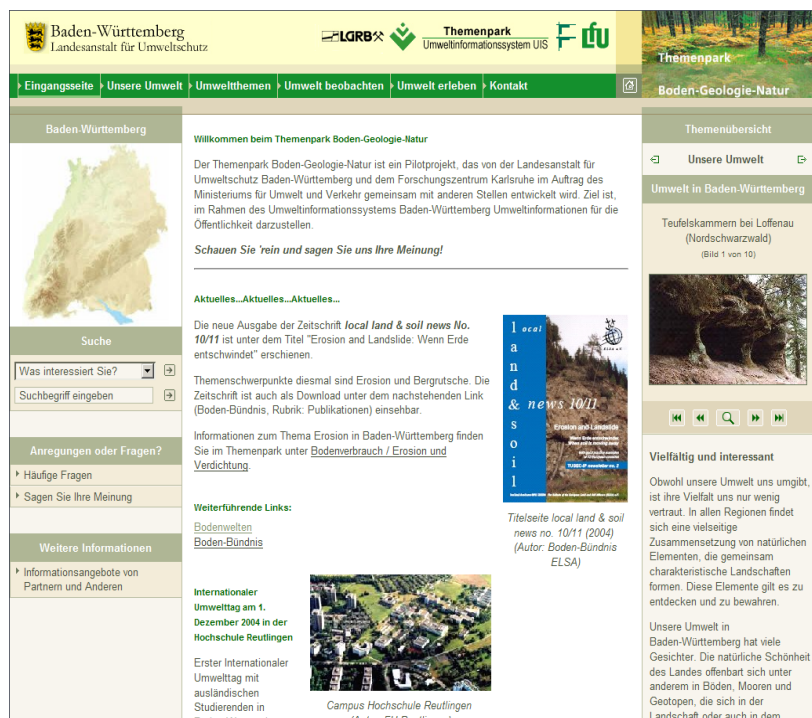 Baden-Württemberg
Landesanstalt für Umweltschutz
LGRB
Themenpark
Umweltinformationssystem UIS
lfU
Themenpark
Boden-Geologie-Natur
Eingangsseite
Unsere Umwelt
Umweltthemen
Umwelt beobachten
Umwelt erleben
Kontakt
Baden-Württemberg
Suche
Was interessiert Sie?
Suchbegriff eingeben
Anregungen oder Fragen?
Häufige Fragen
Sagen Sie Ihre Meinung
Weitere Informationen
Informationsangebote von
Partnern und Anderen
Willkommen beim Themenpark Boden-Geologie-Natur
Der Themenpark Boden-Geologie-Natur ist ein Pilotprojekt, das von der Landesanstalt für
Umweltschutz Baden-Württemberg und dem Forschungszentrum Karlsruhe im Auftrag des
Ministeriums für Umwelt und Verkehr gemeinsam mit anderen Stellen entwickelt wird. Ziel ist,
im Rahmen des Umweltinformationssystems Baden-Württemberg Umweltinformationen für die
Öffentlichkeit darzustellen.
Schauen Sie 'rein und sagen Sie uns Ihre Meinung!
Aktuelles...Aktuelles...Aktuelles...
Die neue Ausgabe der Zeitschrift local land & soil news No.
10/11 ist unter dem Titel "Erosion and Landslide: Wenn Erde
entschwindet" erschienen.
Themenschwerpunkte diesmal sind Erosion und Bergrutsche. Die
Zeitschrift ist auch als Download unter dem nachstehenden Link
(Boden-Bündnis, Rubrik: Publikationen) einsehbar.
Informationen zum Thema Erosion in Baden-Württemberg finden
Sie im Themenpark unter Bodenverbrauch / Erosion und
Verdichtung.
Weiterführende Links:
Bodenwelten
Boden-Bündnis
local
land & soil
news 10/11
Erosion and Landslide
Titelseite local land & soil
news no. 10/11 (2004)
(Autor: Boden-Bündnis
ELSA)
Internationaler
Umwelttag am 1.
Dezember 2004 in der
Hochschule Reutlingen
Erster Internationaler
Umwelttag mit
ausländischen
Studierenden in
Campus Hochschule Reutlingen
Themenübersicht
Unsere Umwelt
Umwelt in Baden-Württemberg
Teufelskammern bei Loffenau
(Nordschwarzwald)
(Bild 1 von 10)
Vielfältig und interessant
Obwohl unsere Umwelt uns umgibt,
ist ihre Vielfalt uns nur wenig
vertraut. In allen Regionen findet
sich eine vielseitige
Zusammensetzung von natürlichen
Elementen, die gemeinsam
charakteristische Landschaften
formen. Diese Elemente gilt es zu
entdecken und zu bewahren.
Unsere Umwelt in
Baden-Württemberg hat viele
Gesichter. Die natürliche Schönheit
des Landes offenbart sich unter
anderem in Böden, Mooren und
Geotopen, die sich in der
Landschaft oder auch in dem